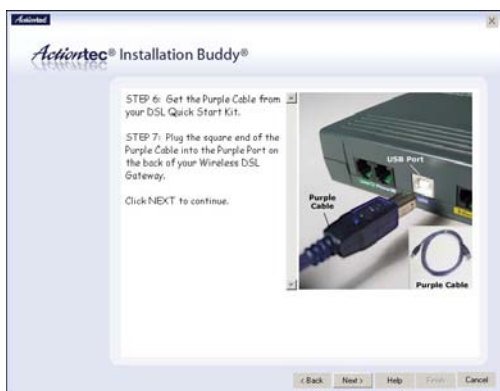 Actiontec
Actiontec® Installation Buddy®
STEP 6: Get the Purple Cable from
your DSL Quick Start Kit.
STEP 7: Plug the square end of the
Purple Cable into the Purple Port on
the back of your Wireless DSL
Gateway.
Click NEXT to continue.
USB Port
Purple
Cable
Purple Cable
< Back Next > Help Finish Cancel